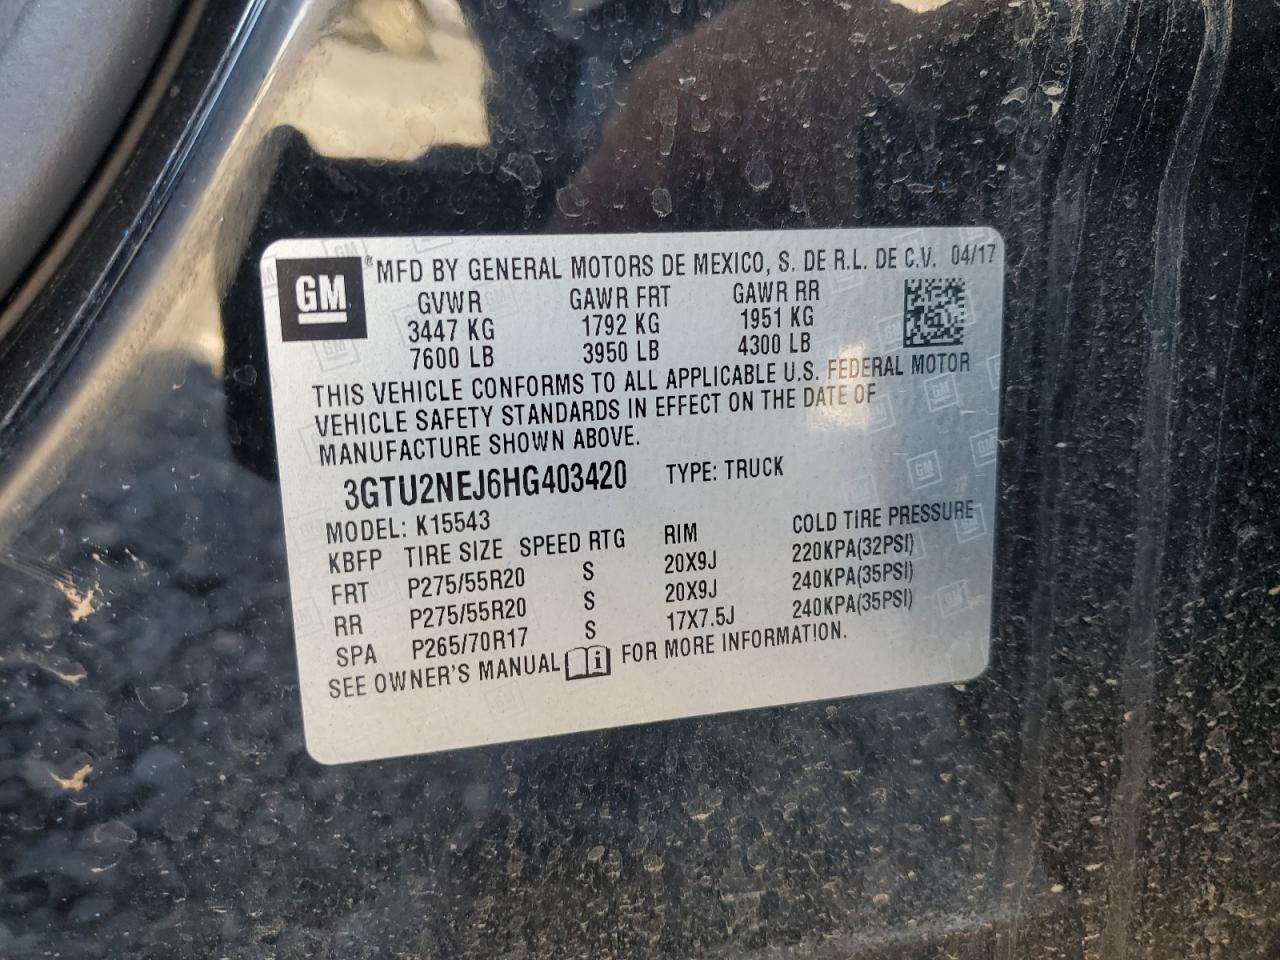 GM ® MFD BY GENERAL MOTORS DE MEXICO, S. DE R.L. DE C.V. 04/17
GVWR GAWR FRT GAWR RR
3447 KG 1792 KG 1951 KG
7600 LB 3950 LB 4300 LB
THIS VEHICLE CONFORMS TO ALL APPLICABLE U.S. FEDERAL MOTOR
VEHICLE SAFETY STANDARDS IN EFFECT ON THE DATE OF
MANUFACTURE SHOWN ABOVE.
3GTU2NEJ6HG403420 TYPE: TRUCK
MODEL: K15543
KBFP TIRE SIZE SPEED RTG RIM COLD TIRE PRESSURE
FRT P275/55R20 S 20X9J 220KPA(32PSI)
RR P275/55R20 S 20X9J 240KPA(35PSI)
SPA P265/70R17 S 17X7.5J 240KPA(35PSI)
SEE OWNER'S MANUAL i FOR MORE INFORMATION.